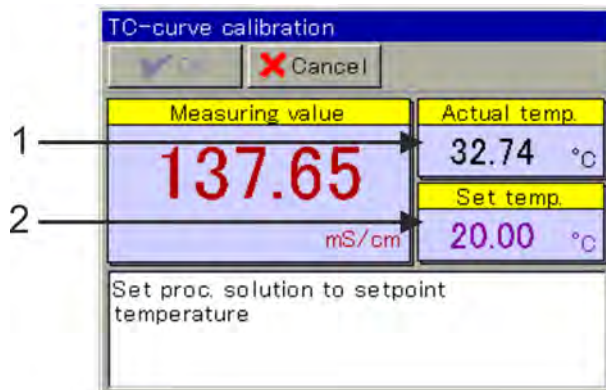 TC-curve calibration
OK
Cancel
Measuring value
Actual temp.
1
32.74 °C
137.65
Set temp.
2
mS/cm
20.00 °C
Set proc. solution to setpoint
temperature